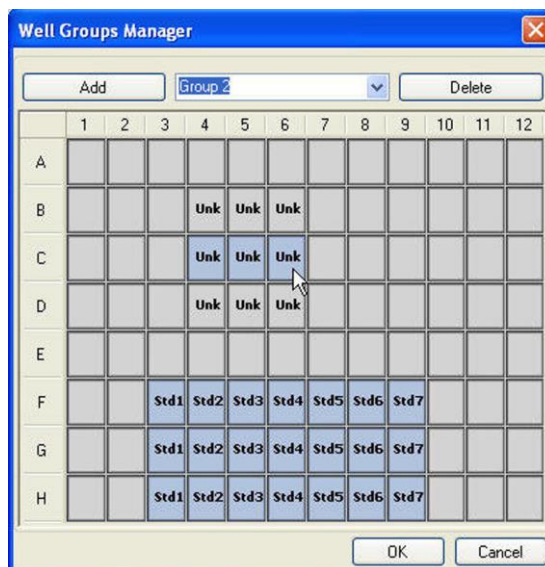 Well Groups Manager
Add Group 2 Delete
1 2 3 4 5 6 7 8 9 10 11 12
A
B Unk Unk Unk
C Unk Unk Unk
D Unk Unk Unk
E
F Std1 Std2 Std3 Std4 Std5 Std6 Std7
G Std1 Std2 Std3 Std4 Std5 Std6 Std7
H Std1 Std2 Std3 Std4 Std5 Std6 Std7
OK Cancel